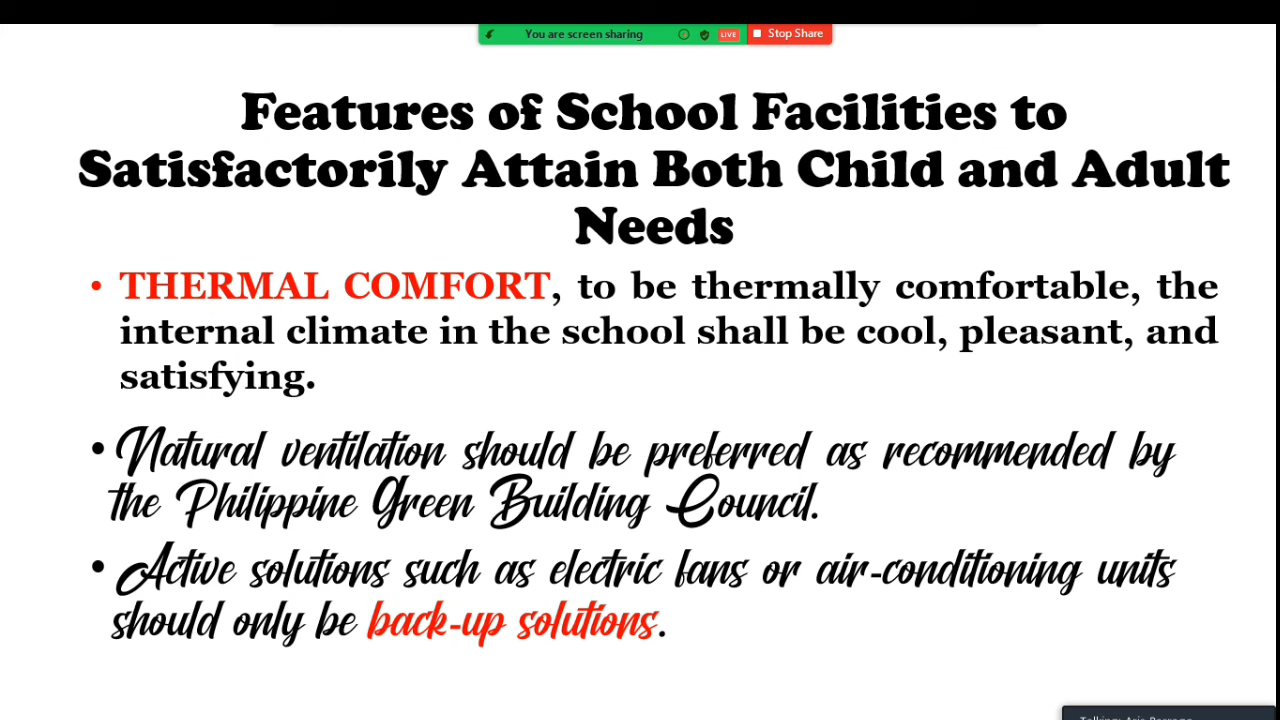 You are screen sharing LIVE Stop Share
Features of School Facilities to
Satisfactorily Attain Both Child and Adult
Needs
• THERMAL COMFORT, to be thermally comfortable, the
internal climate in the school shall be cool, pleasant, and
satisfying.
• Natural ventilation should be preferred as recommended by
the Philippine Green Building Council.
• Active solutions such as electric fans or air-conditioning units
should only be back-up solutions.